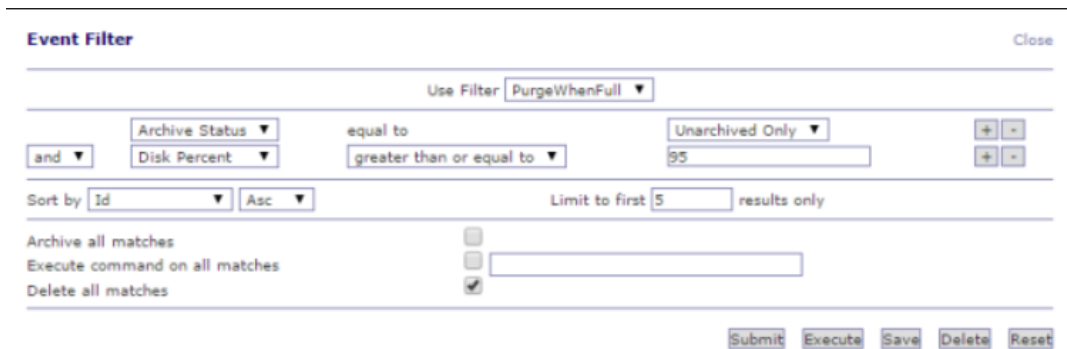 Event Filter Close
Use Filter PurgeWhenFull ▼
Archive Status ▼ equal to Unarchived Only ▼ + -
and ▼ Disk Percent ▼ greater than or equal to ▼ 95 + -
Sort by Id ▼ Asc ▼ Limit to first 5 results only
Archive all matches
Execute command on all matches
Delete all matches
Submit Execute Save Delete Reset